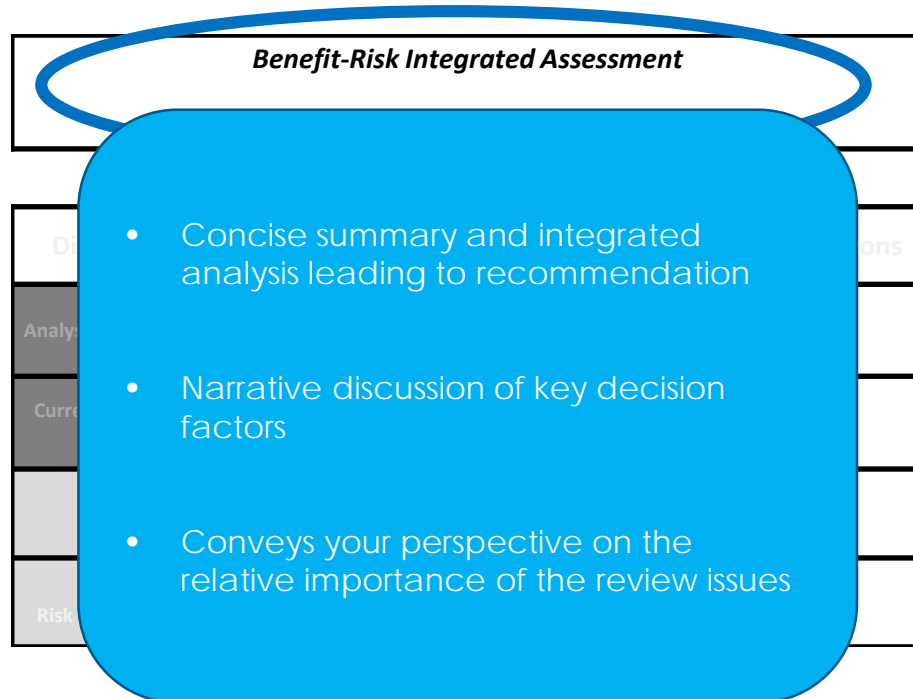 Benefit-Risk Integrated Assessment
• Concise summary and integrated
analysis leading to recommendation
• Narrative discussion of key decision
factors
• Conveys your perspective on the
relative importance of the review issues
Risk